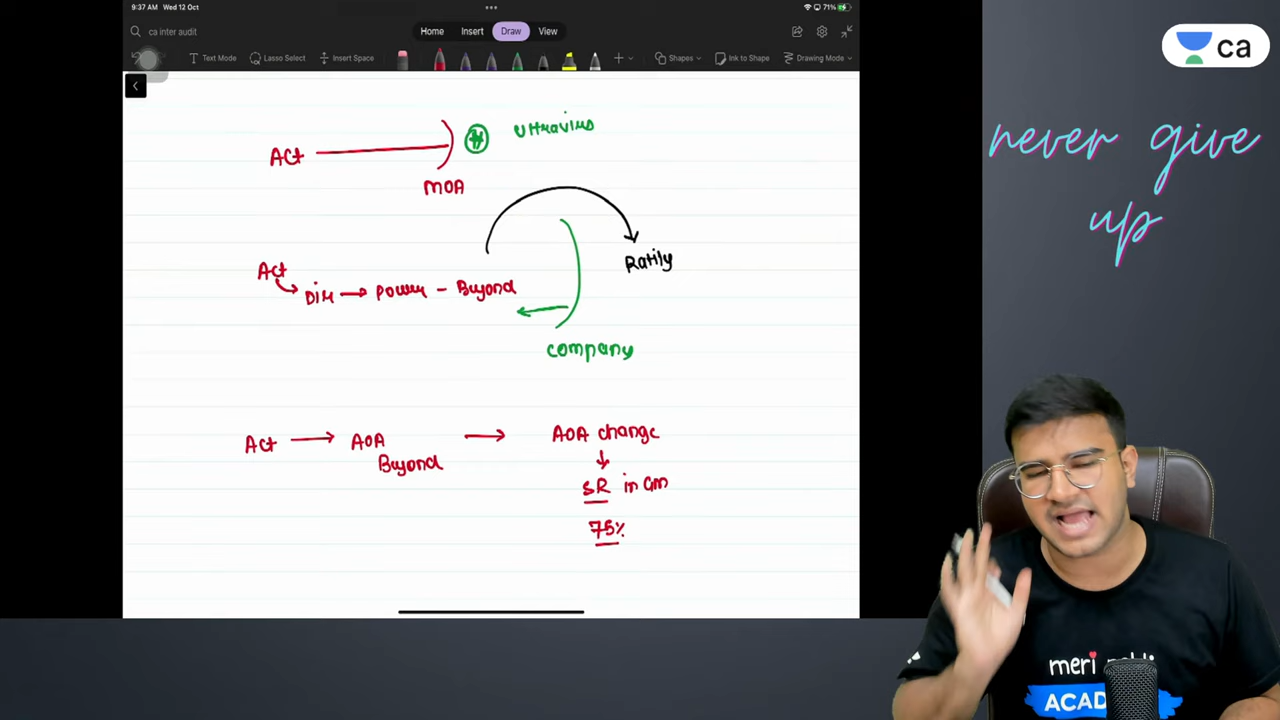 9:37 AM Wed 12 Oct
71%
ca inter audit
Home Insert Draw View
Text Mode Lasso Select Insert Space Shapes Ink to Shape Drawing Mode
ca
never give
up
Act
MOA
ultravirus
Act
Dir → Power - Beyond
Ratify
company
Act → AOA → AOA change
Beyond
SR in GM
75%
meri
ACAD